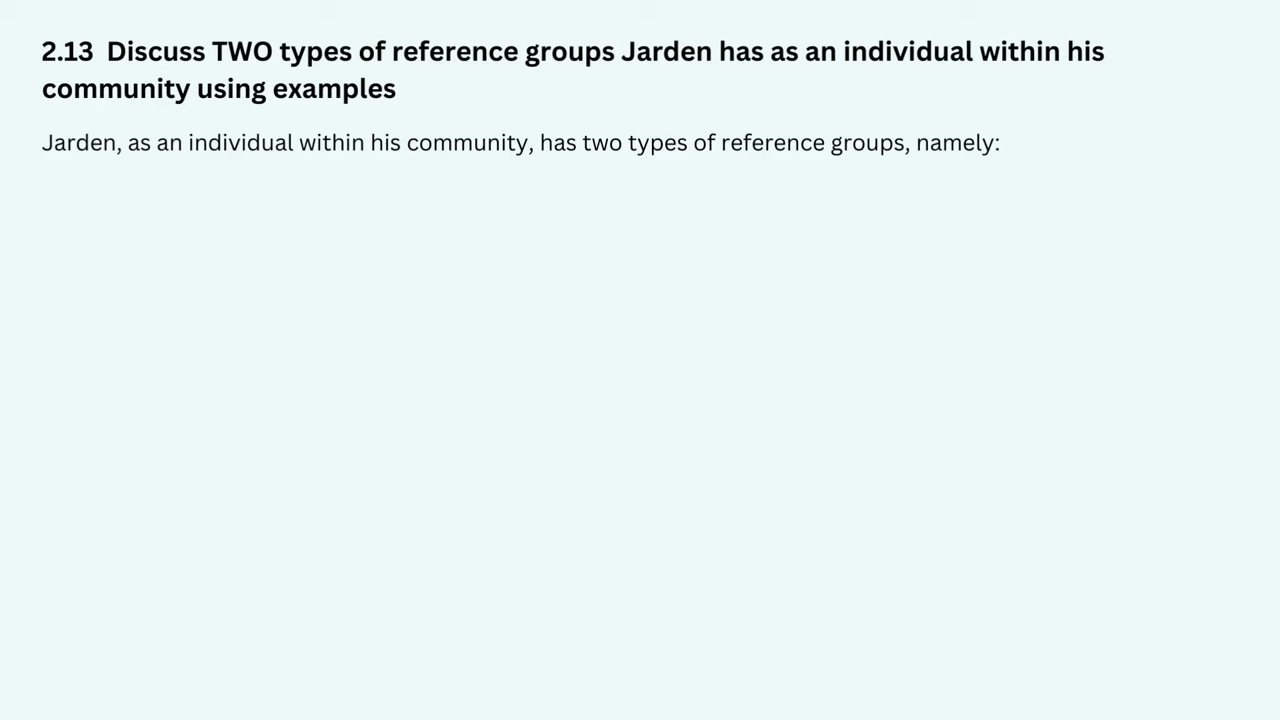 2.13 Discuss TWO types of reference groups Jarden has as an individual within his
community using examples
Jarden, as an individual within his community, has two types of reference groups, namely: